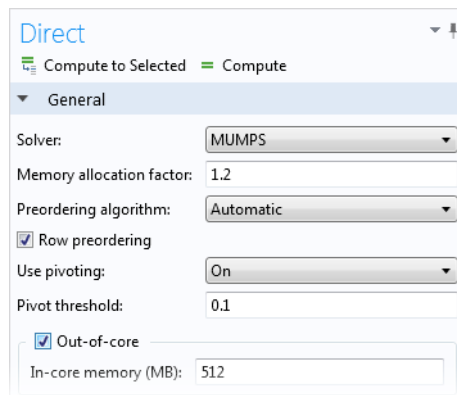 Direct
Compute to Selected = Compute
General
Solver: MUMPS
Memory allocation factor: 1.2
Preordering algorithm: Automatic
Row preordering
Use pivoting: On
Pivot threshold: 0.1
Out-of-core
In-core memory (MB): 512